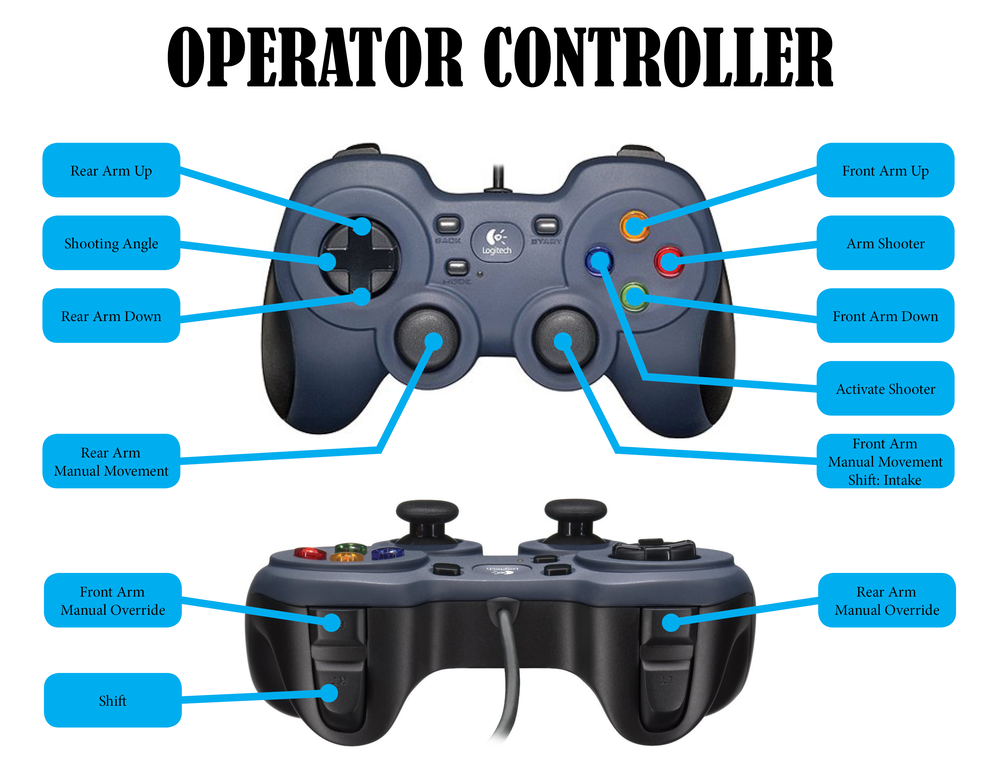 OPERATOR CONTROLLER
Rear Arm Up
Shooting Angle
Rear Arm Down
Rear Arm
Manual Movement
BACK
START
MODE
Logitech
Front Arm Up
Arm Shooter
Front Arm Down
Activate Shooter
Front Arm
Manual Movement
Shift: Intake
Front Arm
Manual Override
Shift
Logitech
Rear Arm
Manual Override